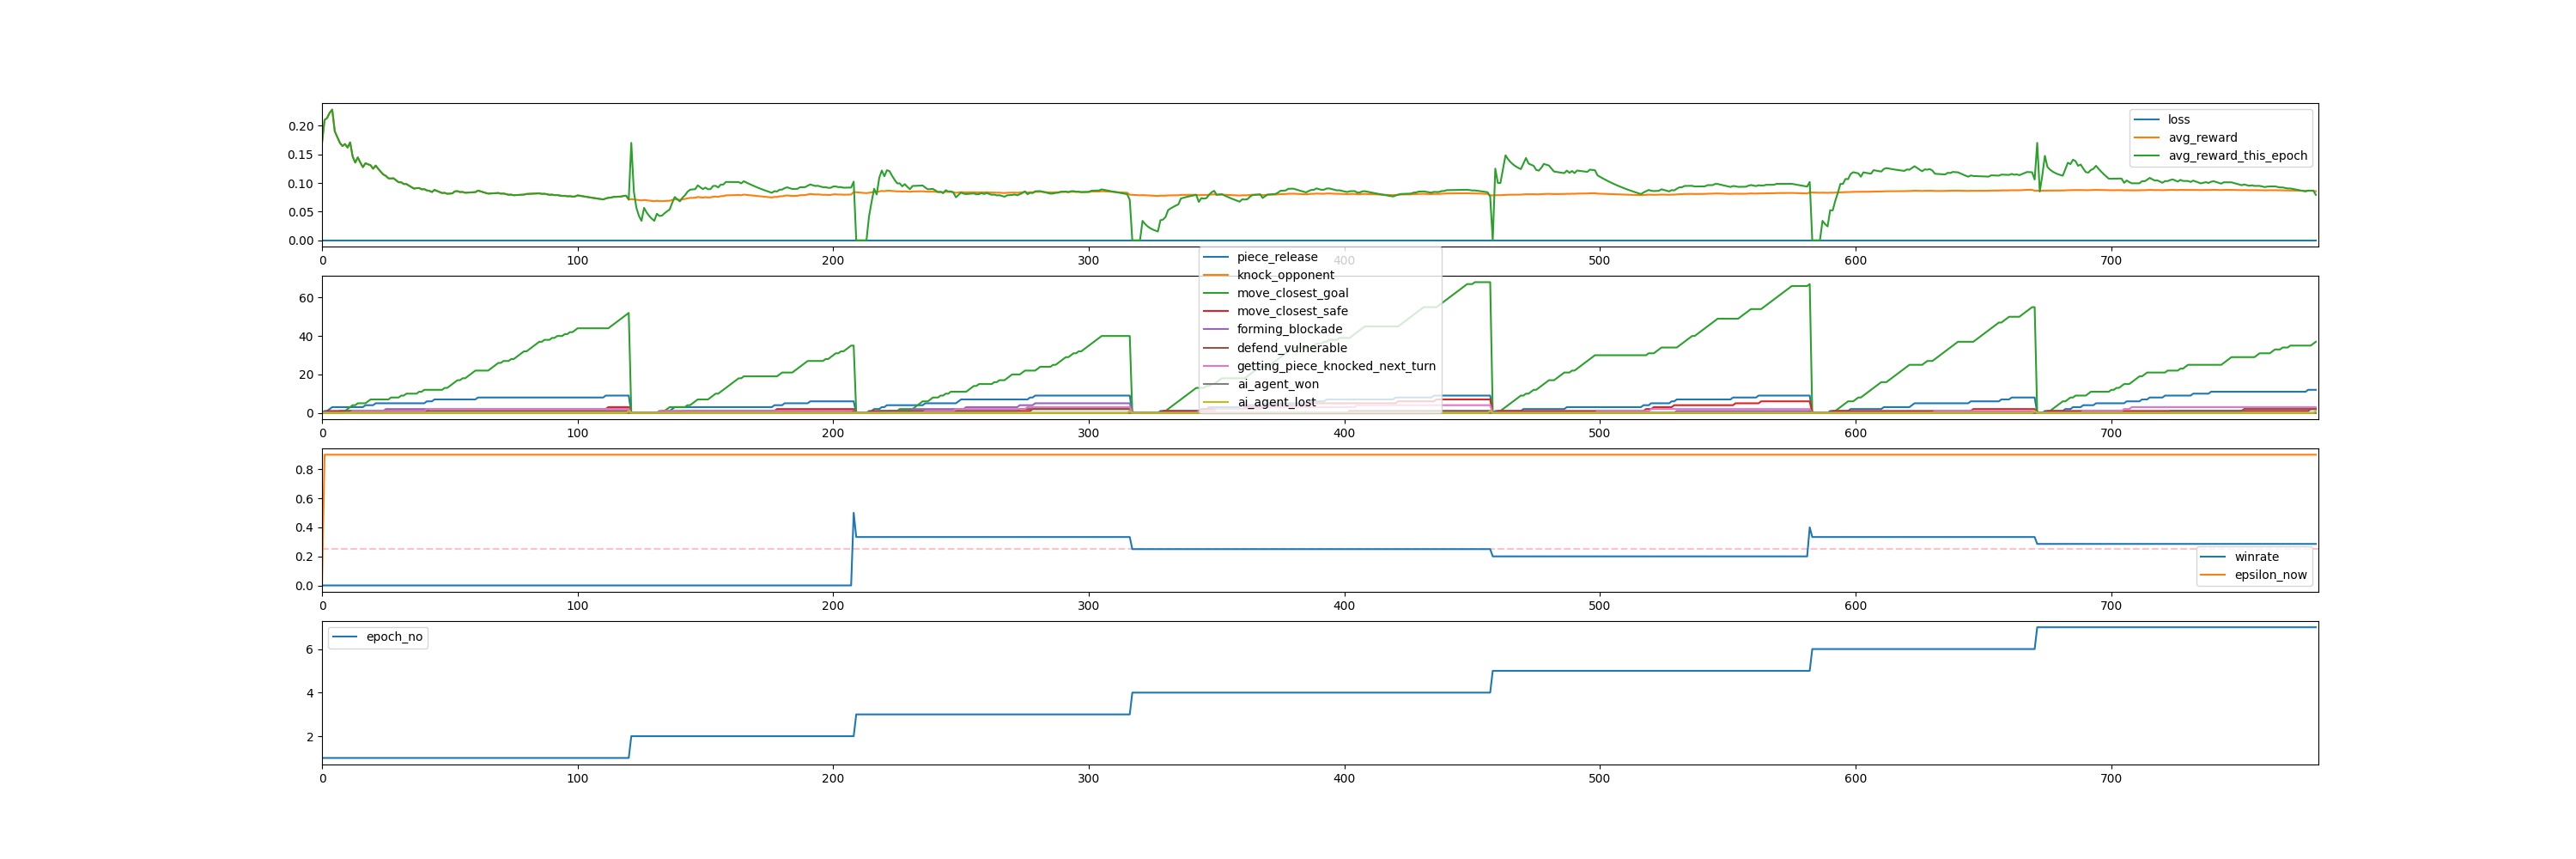 0.20
0.15
0.10
0.05
0.00
loss
avg_reward
avg_reward_this_epoch
0 100 200 300 400 500 600 700
60
40
20
0
piece_release
knock_opponent
move_closest_goal
move_closest_safe
forming_blockade
defend_vulnerable
getting_piece_knocked_next_turn
ai_agent_won
ai_agent_lost
0 100 200 300 400 500 600 700
0.8
0.6
0.4
0.2
0.0
winrate
epsilon_now
0 100 200 300 400 500 600 700
epoch_no
6
4
2
0 100 200 300 400 500 600 700